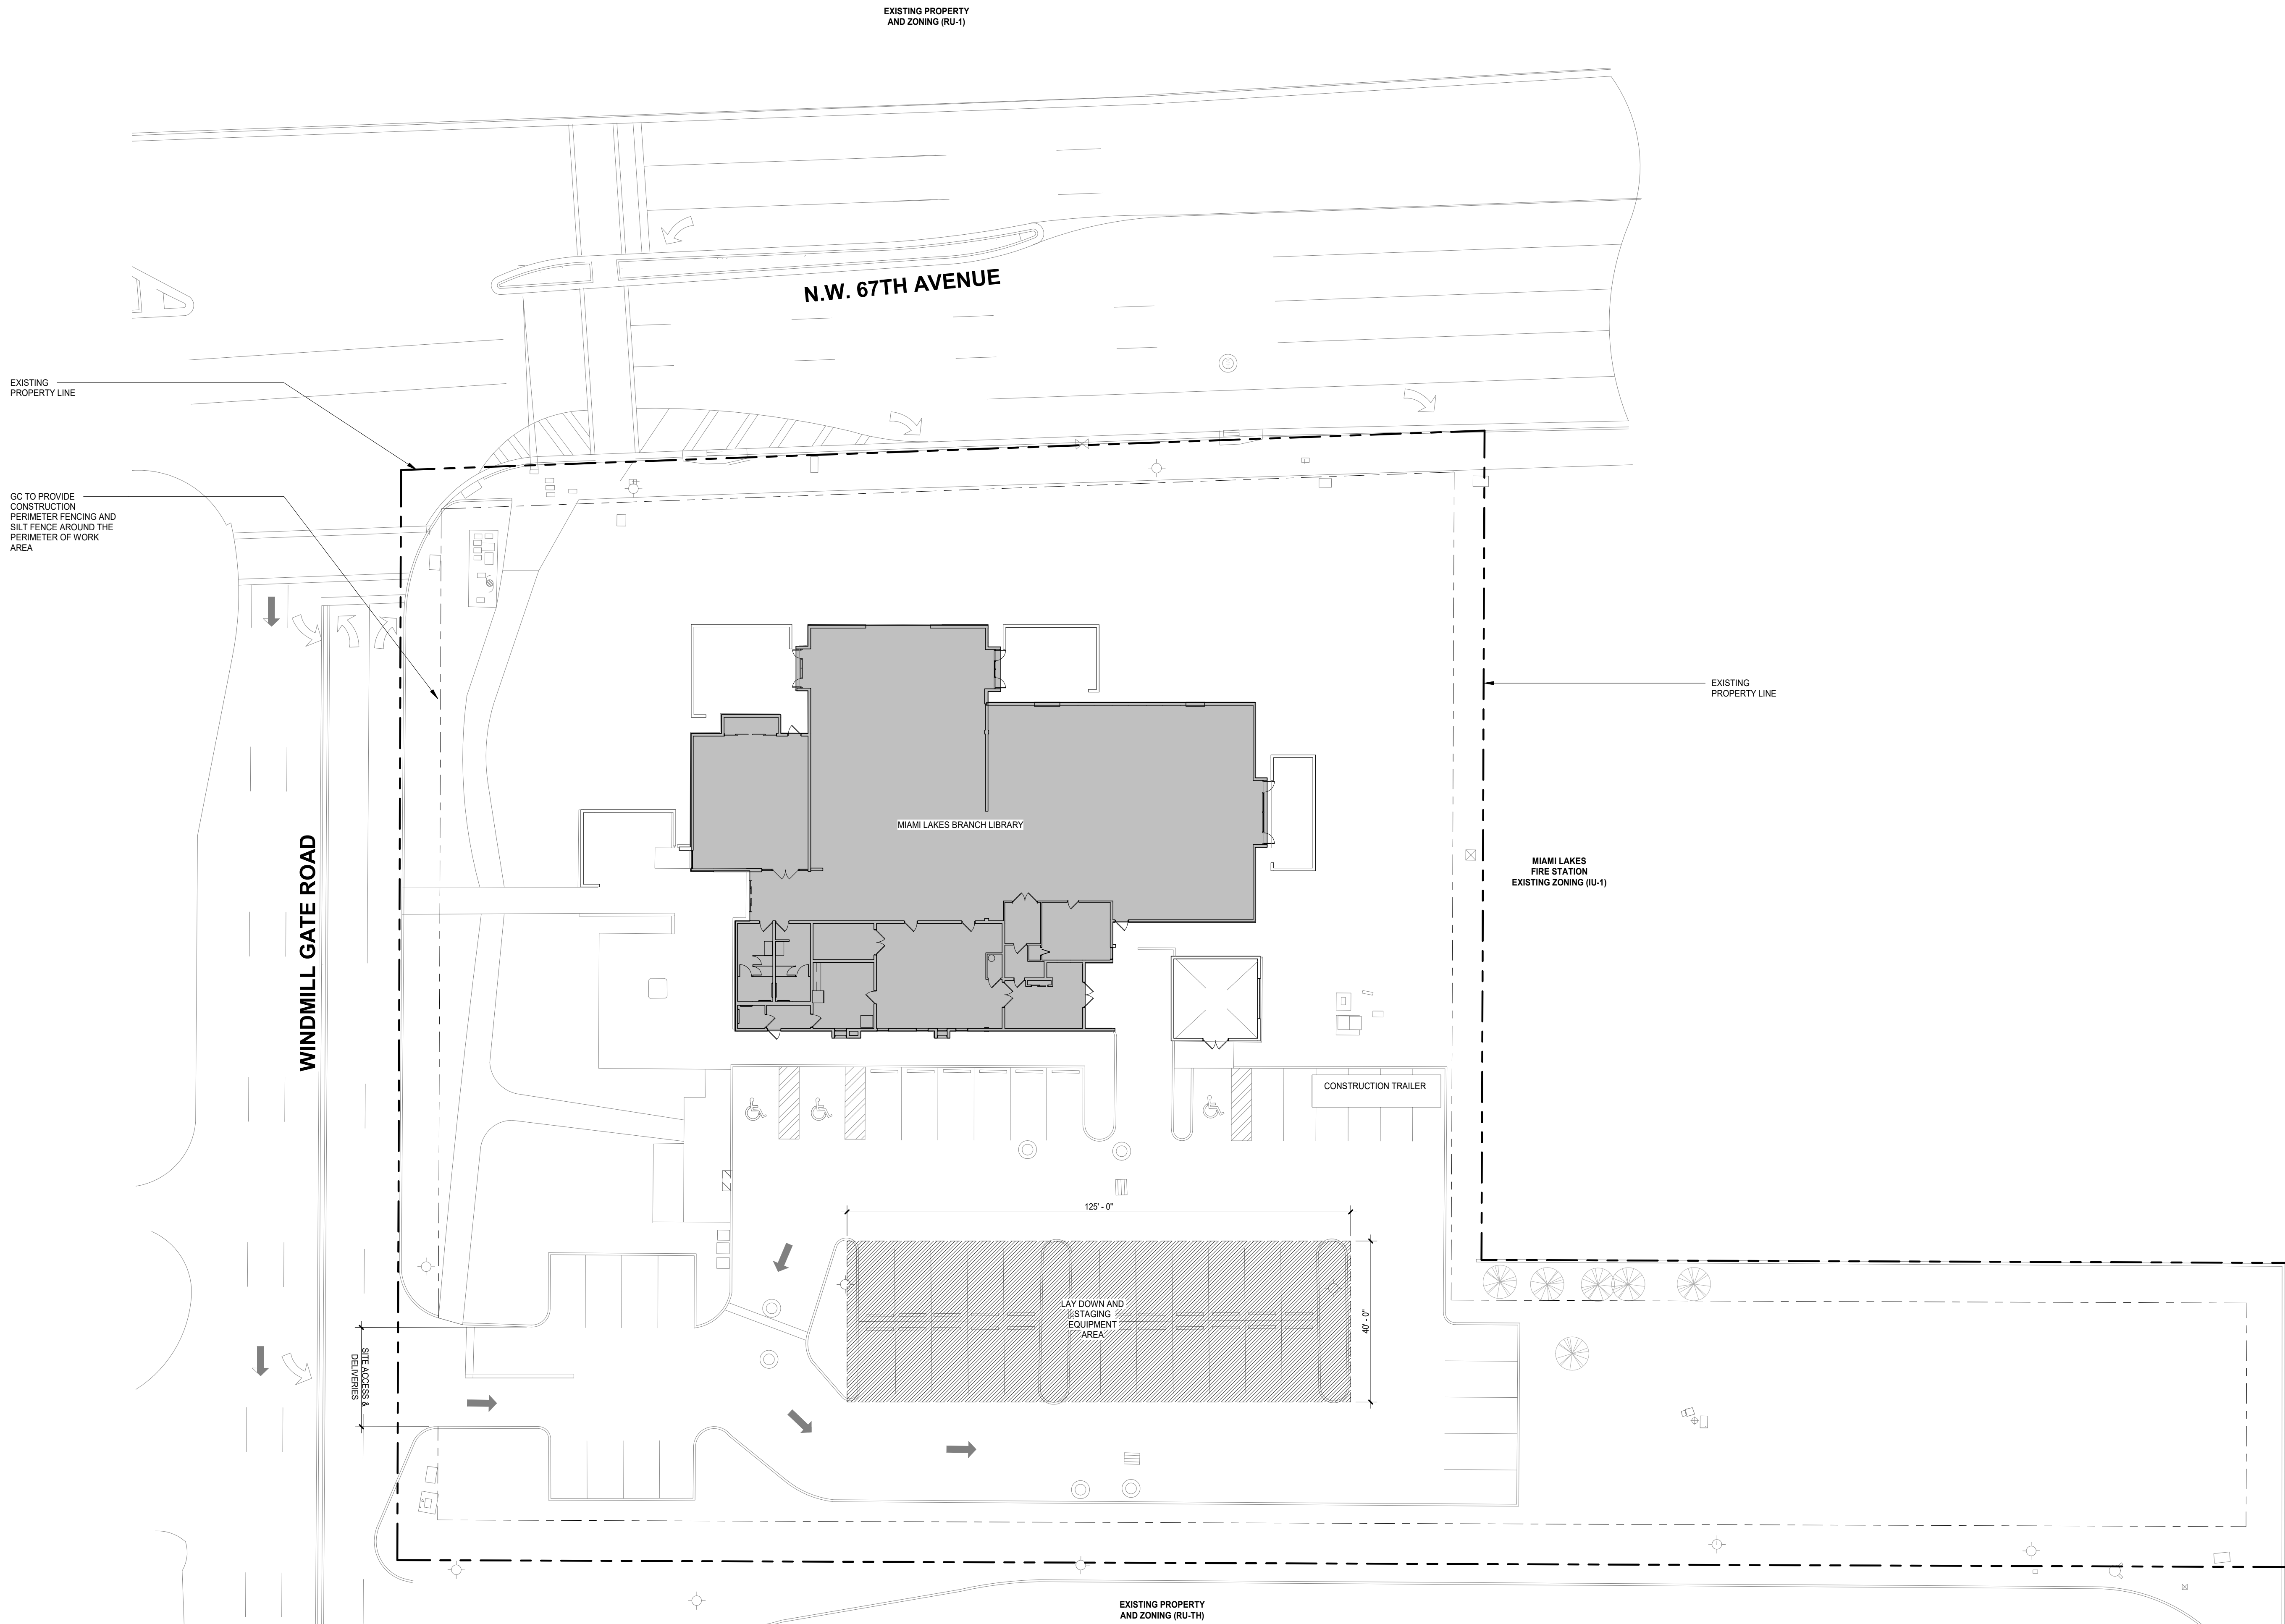 EXISTING PROPERTY
AND ZONING (RU-1)
N.W. 67TH AVENUE
EXISTING
PROPERTY LINE
GC TO PROVIDE
CONSTRUCTION
PERIMETER FENCING AND
SILT FENCE AROUND THE
PERIMETER OF WORK
AREA
EXISTING
PROPERTY LINE
MIAMI LAKES BRANCH LIBRARY
WINDMILL GATE ROAD
MIAMI LAKES
FIRE STATION
EXISTING ZONING (IU-1)
CONSTRUCTION TRAILER
125' - 0"
LAY DOWN AND
STAGING
EQUIPMENT
AREA
40' - 0"
SITE ACCESS &
DELIVERIES
EXISTING PROPERTY
AND ZONING (RU-TH)